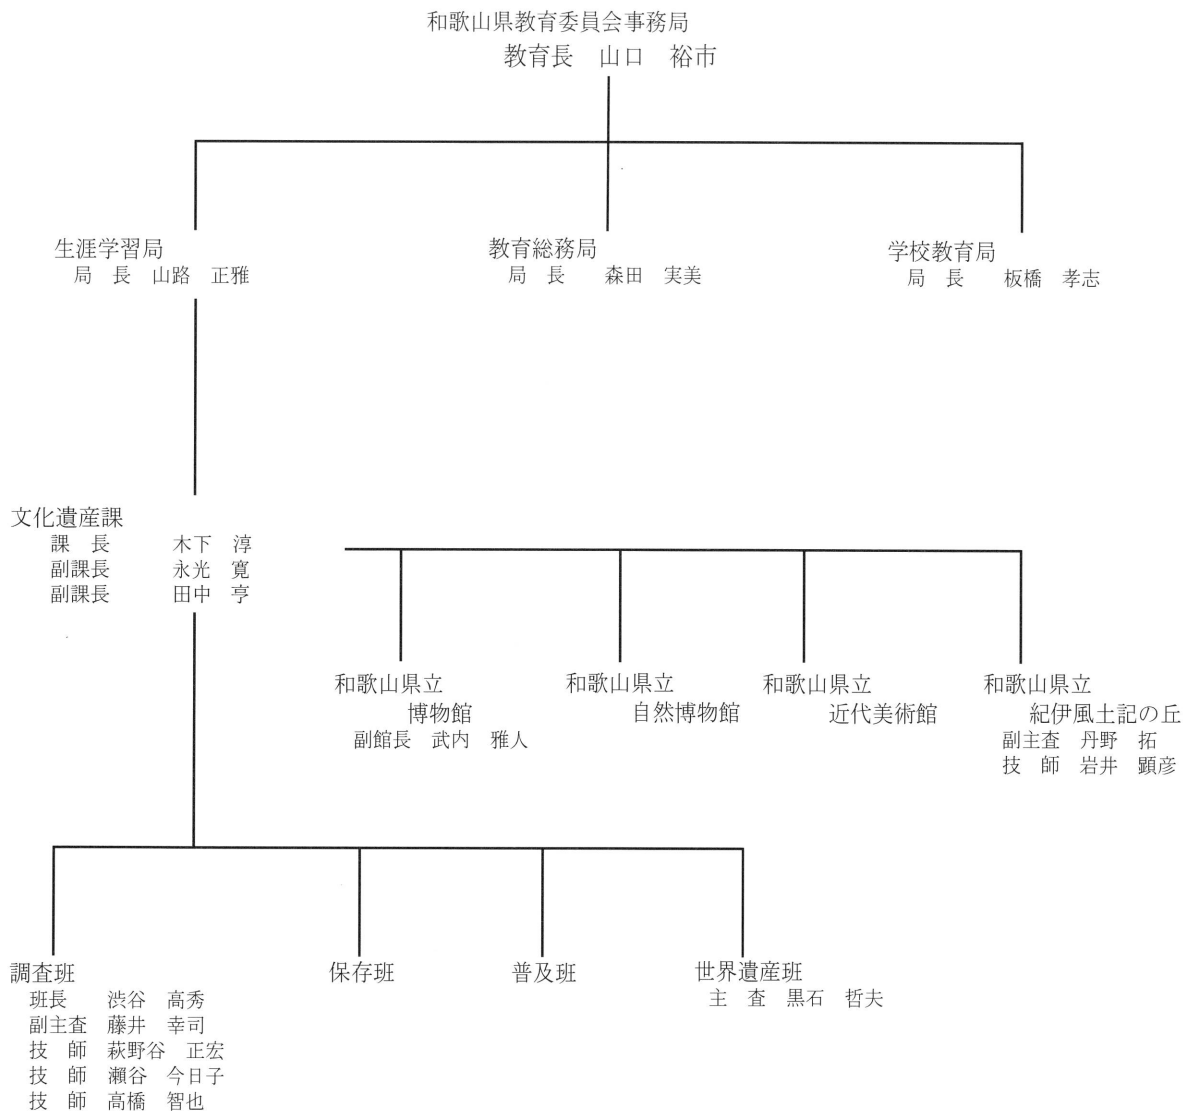 和歌山県教育委員会事務局
教育長　山口　裕市
生涯学習局
局　長　山路　正雅
教育総務局
局　長　　森田　実美
学校教育局
局　長　　板橋　孝志
文化遺産課
課　長　　　木下　淳
副課長　　　永光　寛
副課長　　　田中　亨
和歌山県立
博物館
副館長　武内　雅人
和歌山県立
自然博物館
和歌山県立
近代美術館
和歌山県立
紀伊風土記の丘
副主査　丹野　拓
技　師　岩井　顕彦
調査班
班長　　渋谷　高秀
副主査　藤井　幸司
技　師　萩野谷　正宏
技　師　瀬谷　今日子
技　師　高橋　智也
保存班
普及班
世界遺産班
主　査　黒石　哲夫